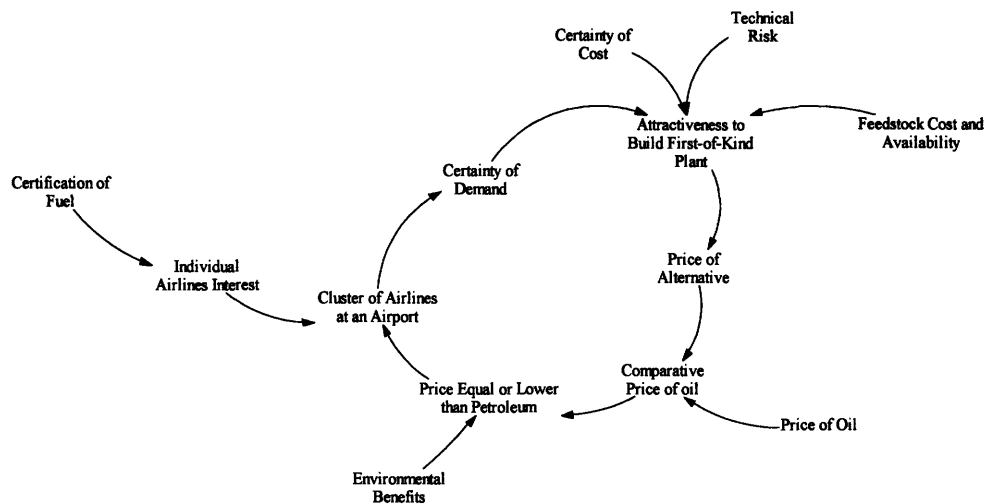 Technical
Risk
Certainty of
Cost
Attractiveness to
Build First-of-Kind
Plant
Feedstock Cost and
Availability
Certainty of
Demand
Certification of
Fuel
Individual
Airlines Interest
Price of
Alternative
Cluster of Airlines
at an Airport
Comparative
Price of oil
Price Equal or Lower
than Petroleum
Price of Oil
Environmental
Benefits